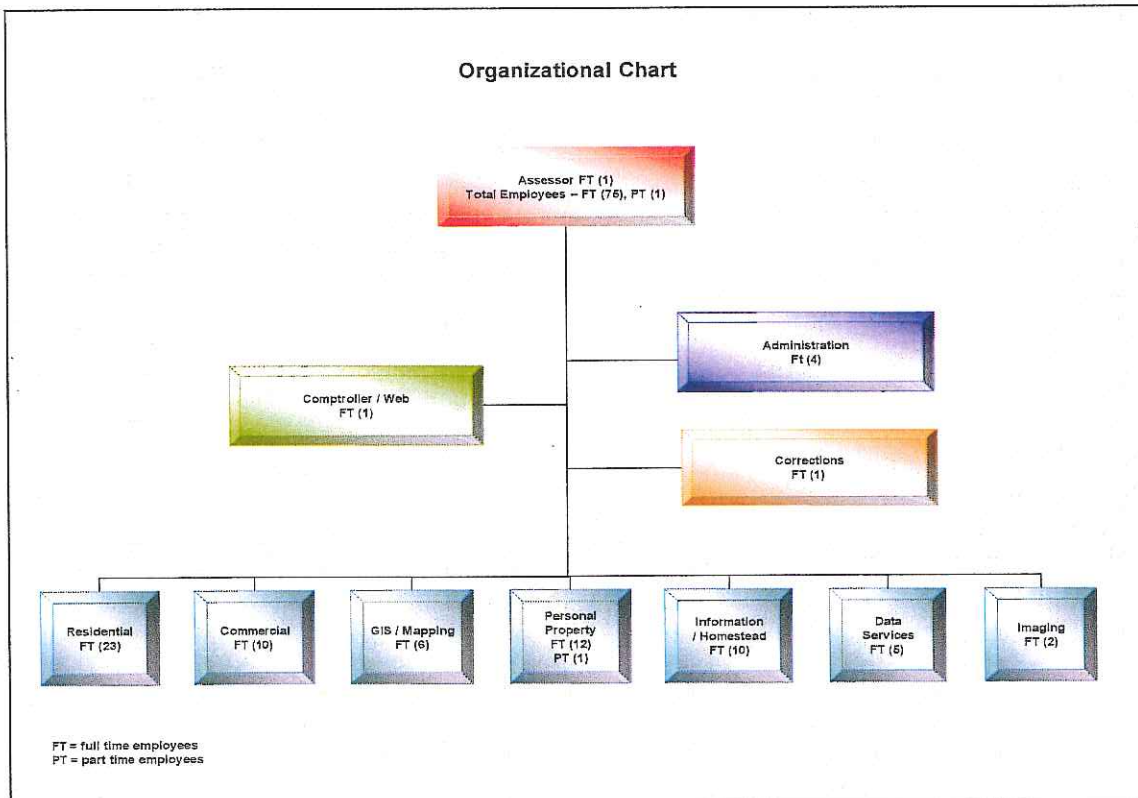 Organizational Chart
Assessor FT (1)
Total Employees – FT (75), PT (1)
Administration
Ft (4)
Comptroller / Web
FT (1)
Corrections
FT (1)
Residential
FT (23)
Commercial
FT (10)
GIS / Mapping
FT (6)
Personal
Property
FT (12)
PT (1)
Information
/ Homestead
FT (10)
Data
Services
FT (5)
Imaging
FT (2)
FT = full time employees
PT = part time employees